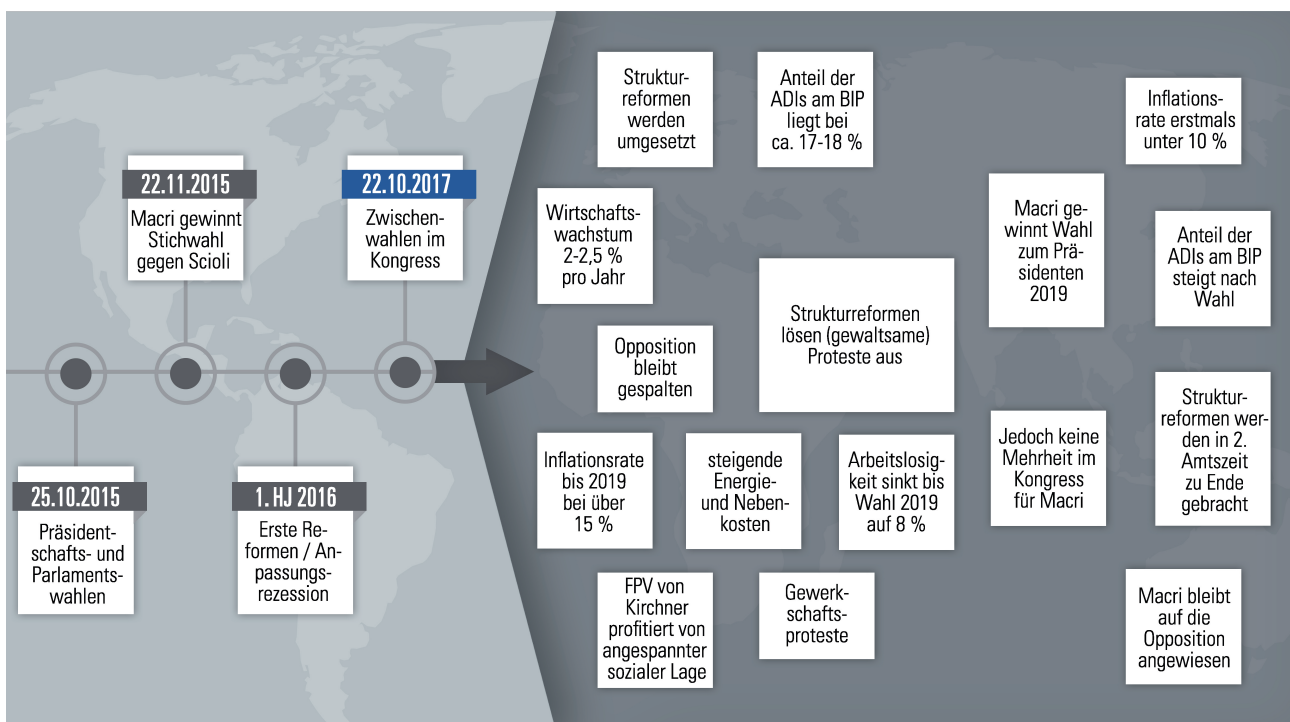 22.11.2015
Macri gewinnt
Stichwahl
gegen Scioli
22.10.2017
Zwischen-
wahlen im
Kongress
25.10.2015
Präsident-
schafts- und
Parlaments-
wahlen
1. HJ 2016
Erste Re-
formen / An-
passungs-
rezession
Struktur-
reformen
werden
umgesetzt
Anteil der
ADIs am BIP
liegt bei
ca. 17-18 %
Inflations-
rate erstmals
unter 10 %
Wirtschafts-
wachstum
2-2,5 %
pro Jahr
Macri ge-
winnt Wahl
zum Prä-
sidenten
2019
Anteil der
ADIs am BIP
steigt nach
Wahl
Strukturreformen
lösen (gewaltsame)
Proteste aus
Opposition
bleibt
gespalten
Struktur-
reformen wer-
den in 2.
Amtszeit
zu Ende
gebracht
Jedoch keine
Mehrheit im
Kongress
für Macri
Inflationsrate
bis 2019
bei über
15 %
steigende
Energie-
und Neben-
kosten
Arbeitslosig-
keit sinkt bis
Wahl 2019
auf 8 %
FPV von
Kirchner
profitiert von
angespannter
sozialer Lage
Gewerk-
schafts-
proteste
Macri bleibt
auf die
Opposition
angewiesen